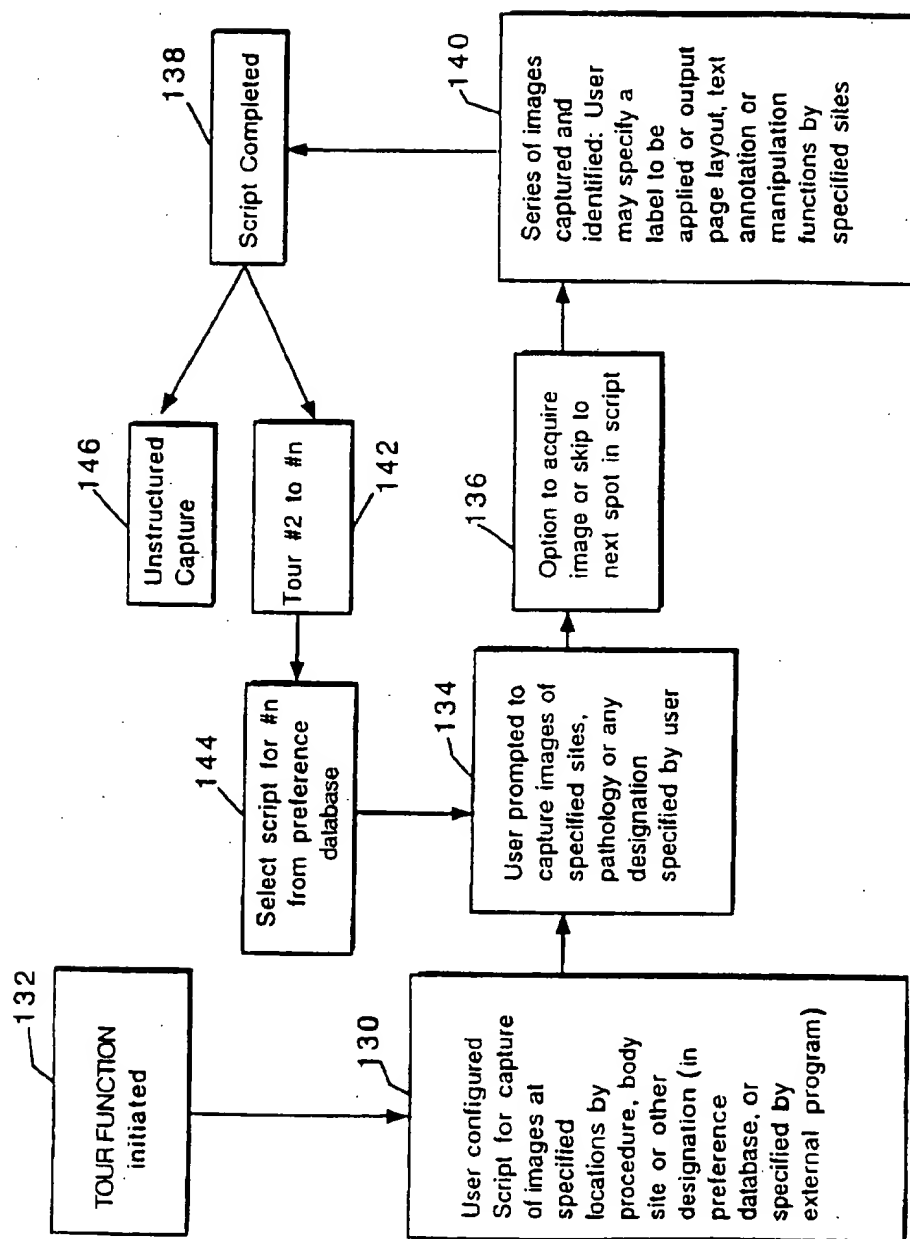 132
TOUR FUNCTION
initiated
130
User configured
Script for capture
of images at
specified
locations by
procedure, body
site or other
designation (in
preference
database, or
specified by
external program)
144
Select script for #n
from preference
database
134
User prompted to
capture images of
specified sites,
pathology or any
designation
specified by user
146
Unstructured
Capture
Tour #2 to #n
142
136
Option to acquire
image or skip to
next spot in script
138
Script Completed
140
Series of images
captured and
identified: User
may specify a
label to be
applied or output
page layout, text
annotation or
manipulation
functions by
specified sites